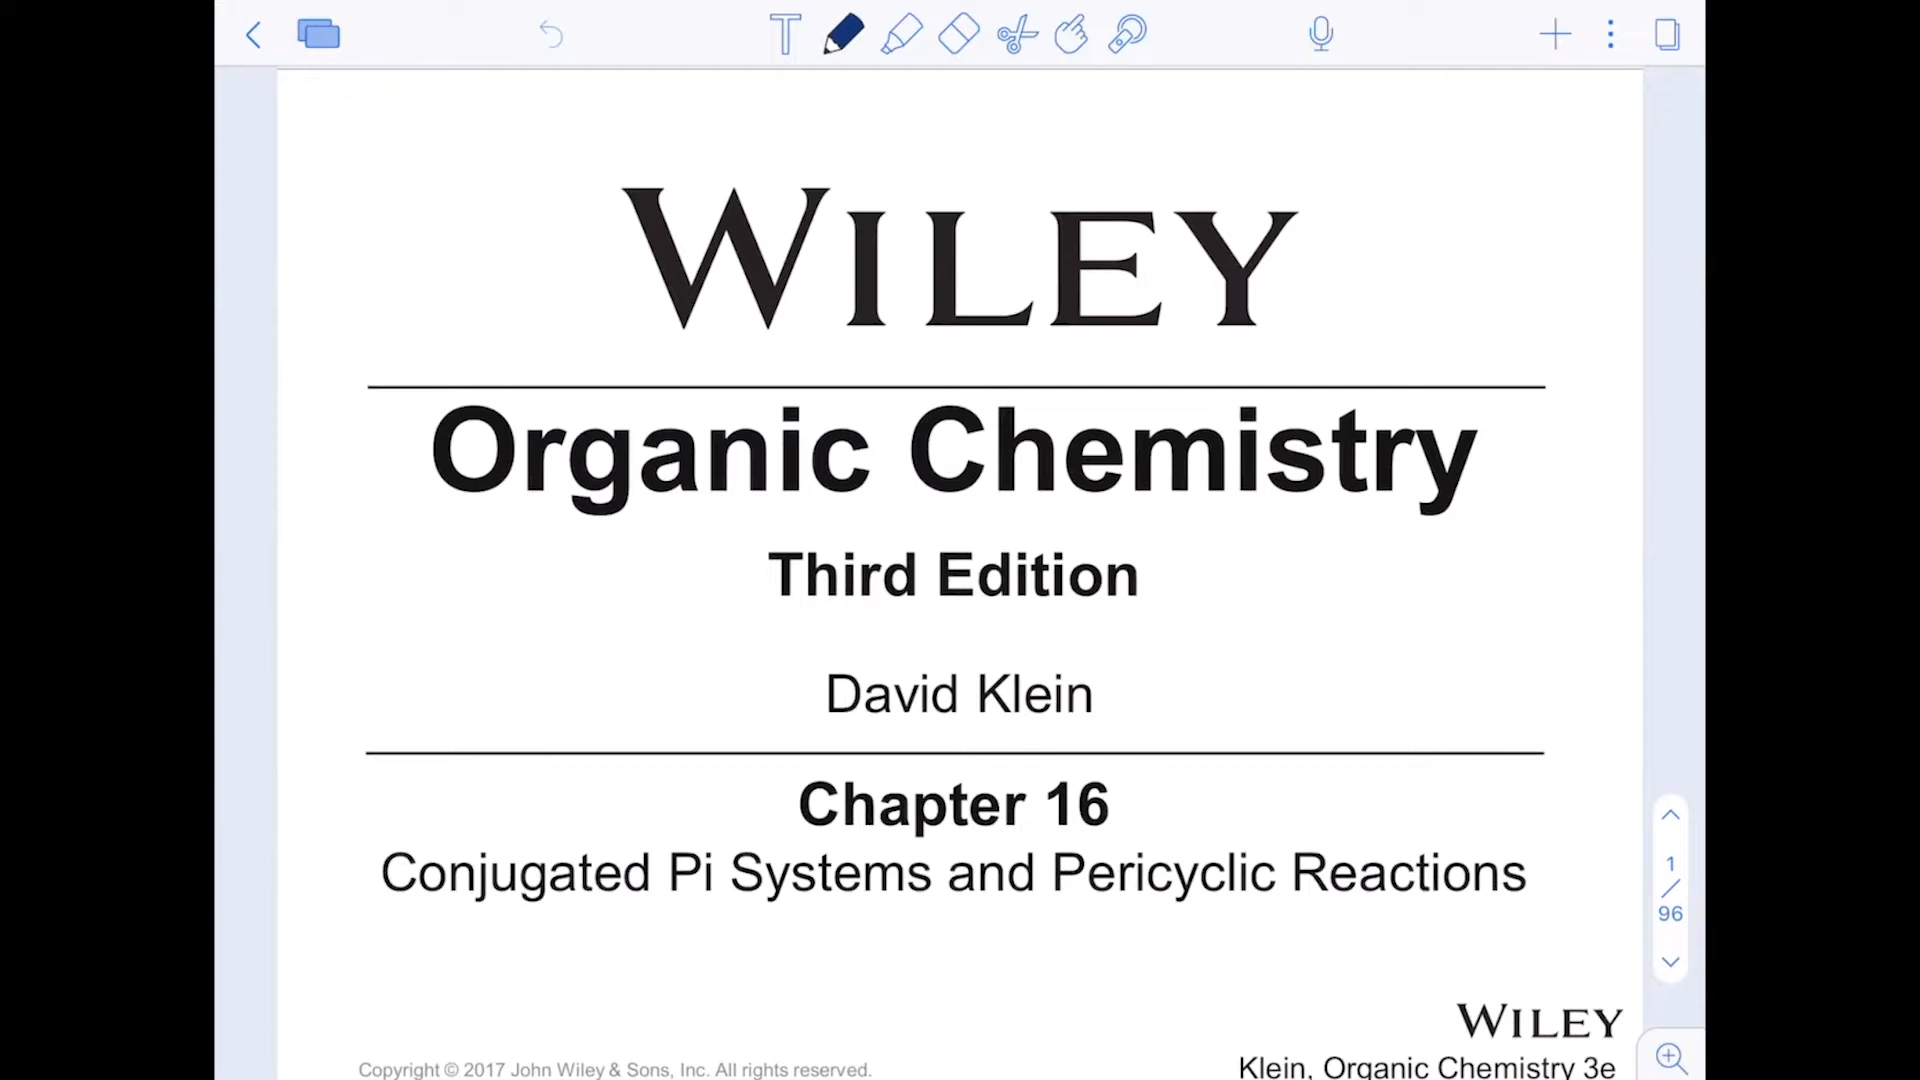 WILEY
Organic Chemistry
Third Edition
David Klein
Chapter 16
Conjugated Pi Systems and Pericyclic Reactions
1
/
96
WILEY
Copyright © 2017 John Wiley & Sons, Inc. All rights reserved.
Klein, Organic Chemistry 3e